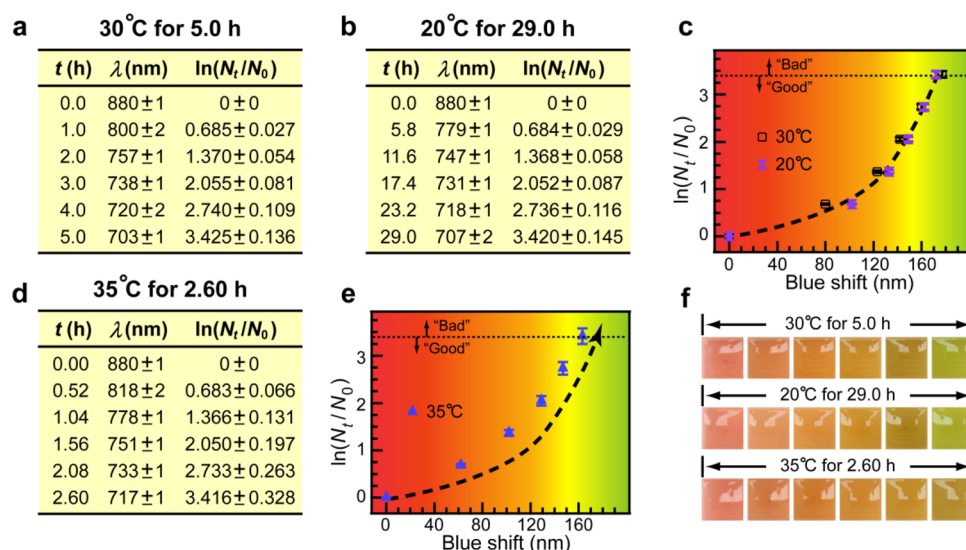 a
30°C for 5.0 h
t (h) λ (nm) ln(Nt/N0)
0.0 880±1 0±0
1.0 800±2 0.685±0.027
2.0 757±1 1.370±0.054
3.0 738±1 2.055±0.081
4.0 720±2 2.740±0.109
5.0 703±1 3.425±0.136
b
20°C for 29.0 h
t (h) λ (nm) ln(Nt/N0)
0.0 880±1 0±0
5.8 779±1 0.684±0.029
11.6 747±1 1.368±0.058
17.4 731±1 2.052±0.087
23.2 718±1 2.736±0.116
29.0 707±2 3.420±0.145
c
ln(Nt/N0)
3
2
1
0
"Bad"
"Good"
30°C
20°C
0 40 80 120 160
Blue shift (nm)
d
35°C for 2.60 h
t (h) λ (nm) ln(Nt/N0)
0.00 880±1 0±0
0.52 818±2 0.683±0.066
1.04 778±1 1.366±0.131
1.56 751±1 2.050±0.197
2.08 733±1 2.733±0.263
2.60 717±1 3.416±0.328
e
ln(Nt/N0)
3
2
1
0
"Bad"
"Good"
35°C
0 40 80 120 160
Blue shift (nm)
f
30°C for 5.0 h
20°C for 29.0 h
35°C for 2.60 h